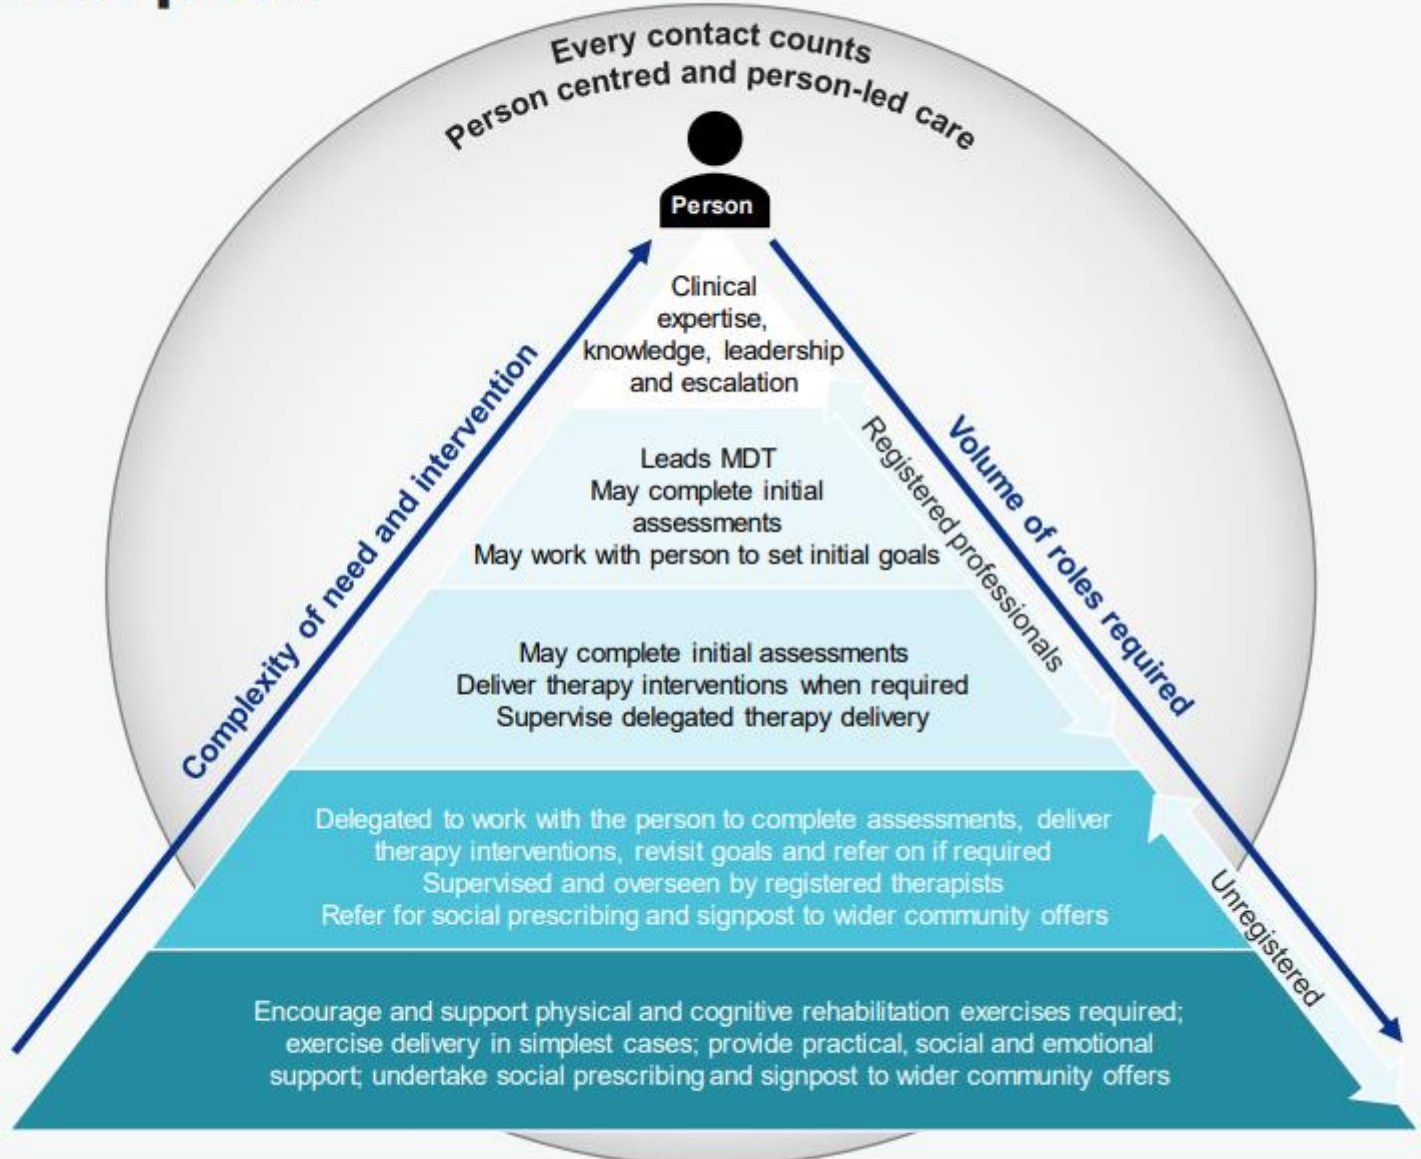 Every contact counts
Person centred and person-led care
Person
Clinical
expertise,
knowledge, leadership
and escalation
Complexity of need and intervention
Volume of roles required
Registered professionals
Leads MDT
May complete initial
assessments
May work with person to set initial goals
May complete initial assessments
Deliver therapy interventions when required
Supervise delegated therapy delivery
Delegated to work with the person to complete assessments, deliver
therapy interventions, revisit goals and refer on if required
Supervised and overseen by registered therapists
Refer for social prescribing and signpost to wider community offers
Unregistered
Encourage and support physical and cognitive rehabilitation exercises required;
exercise delivery in simplest cases; provide practical, social and emotional
support; undertake social prescribing and signpost to wider community offers